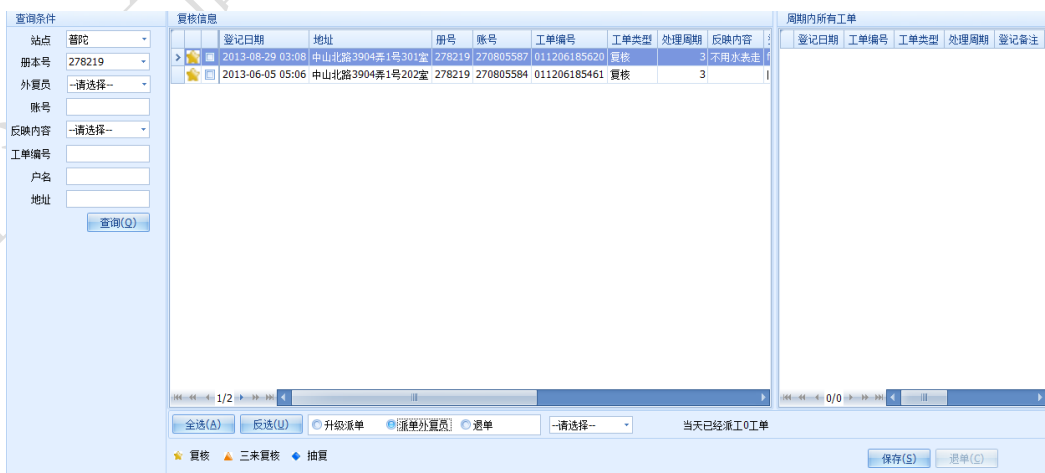 查询条件
站点 普陀
册本号 278219
外复员 --请选择--
账号
反映内容 --请选择--
工单编号
户名
地址
查询(Q)
复核信息
登记日期 地址 册号 账号 工单编号 工单类型 处理周期 反映内容
2013-08-29 03:08 中山北路3904弄1号301室 278219 270805587 011206185620 复核 3 不用水表走
2013-06-05 05:06 中山北路3904弄1号202室 278219 270805584 011206185461 复核 3
1/2
周期内所有工单
登记日期 工单编号 工单类型 处理周期 登记备注
0/0
全选(A) 反选(U) 升级派单 派单外复员 退单 --请选择-- 当天已经派工0工单
复核 三来复核 抽复
保存(S) 退单(C)